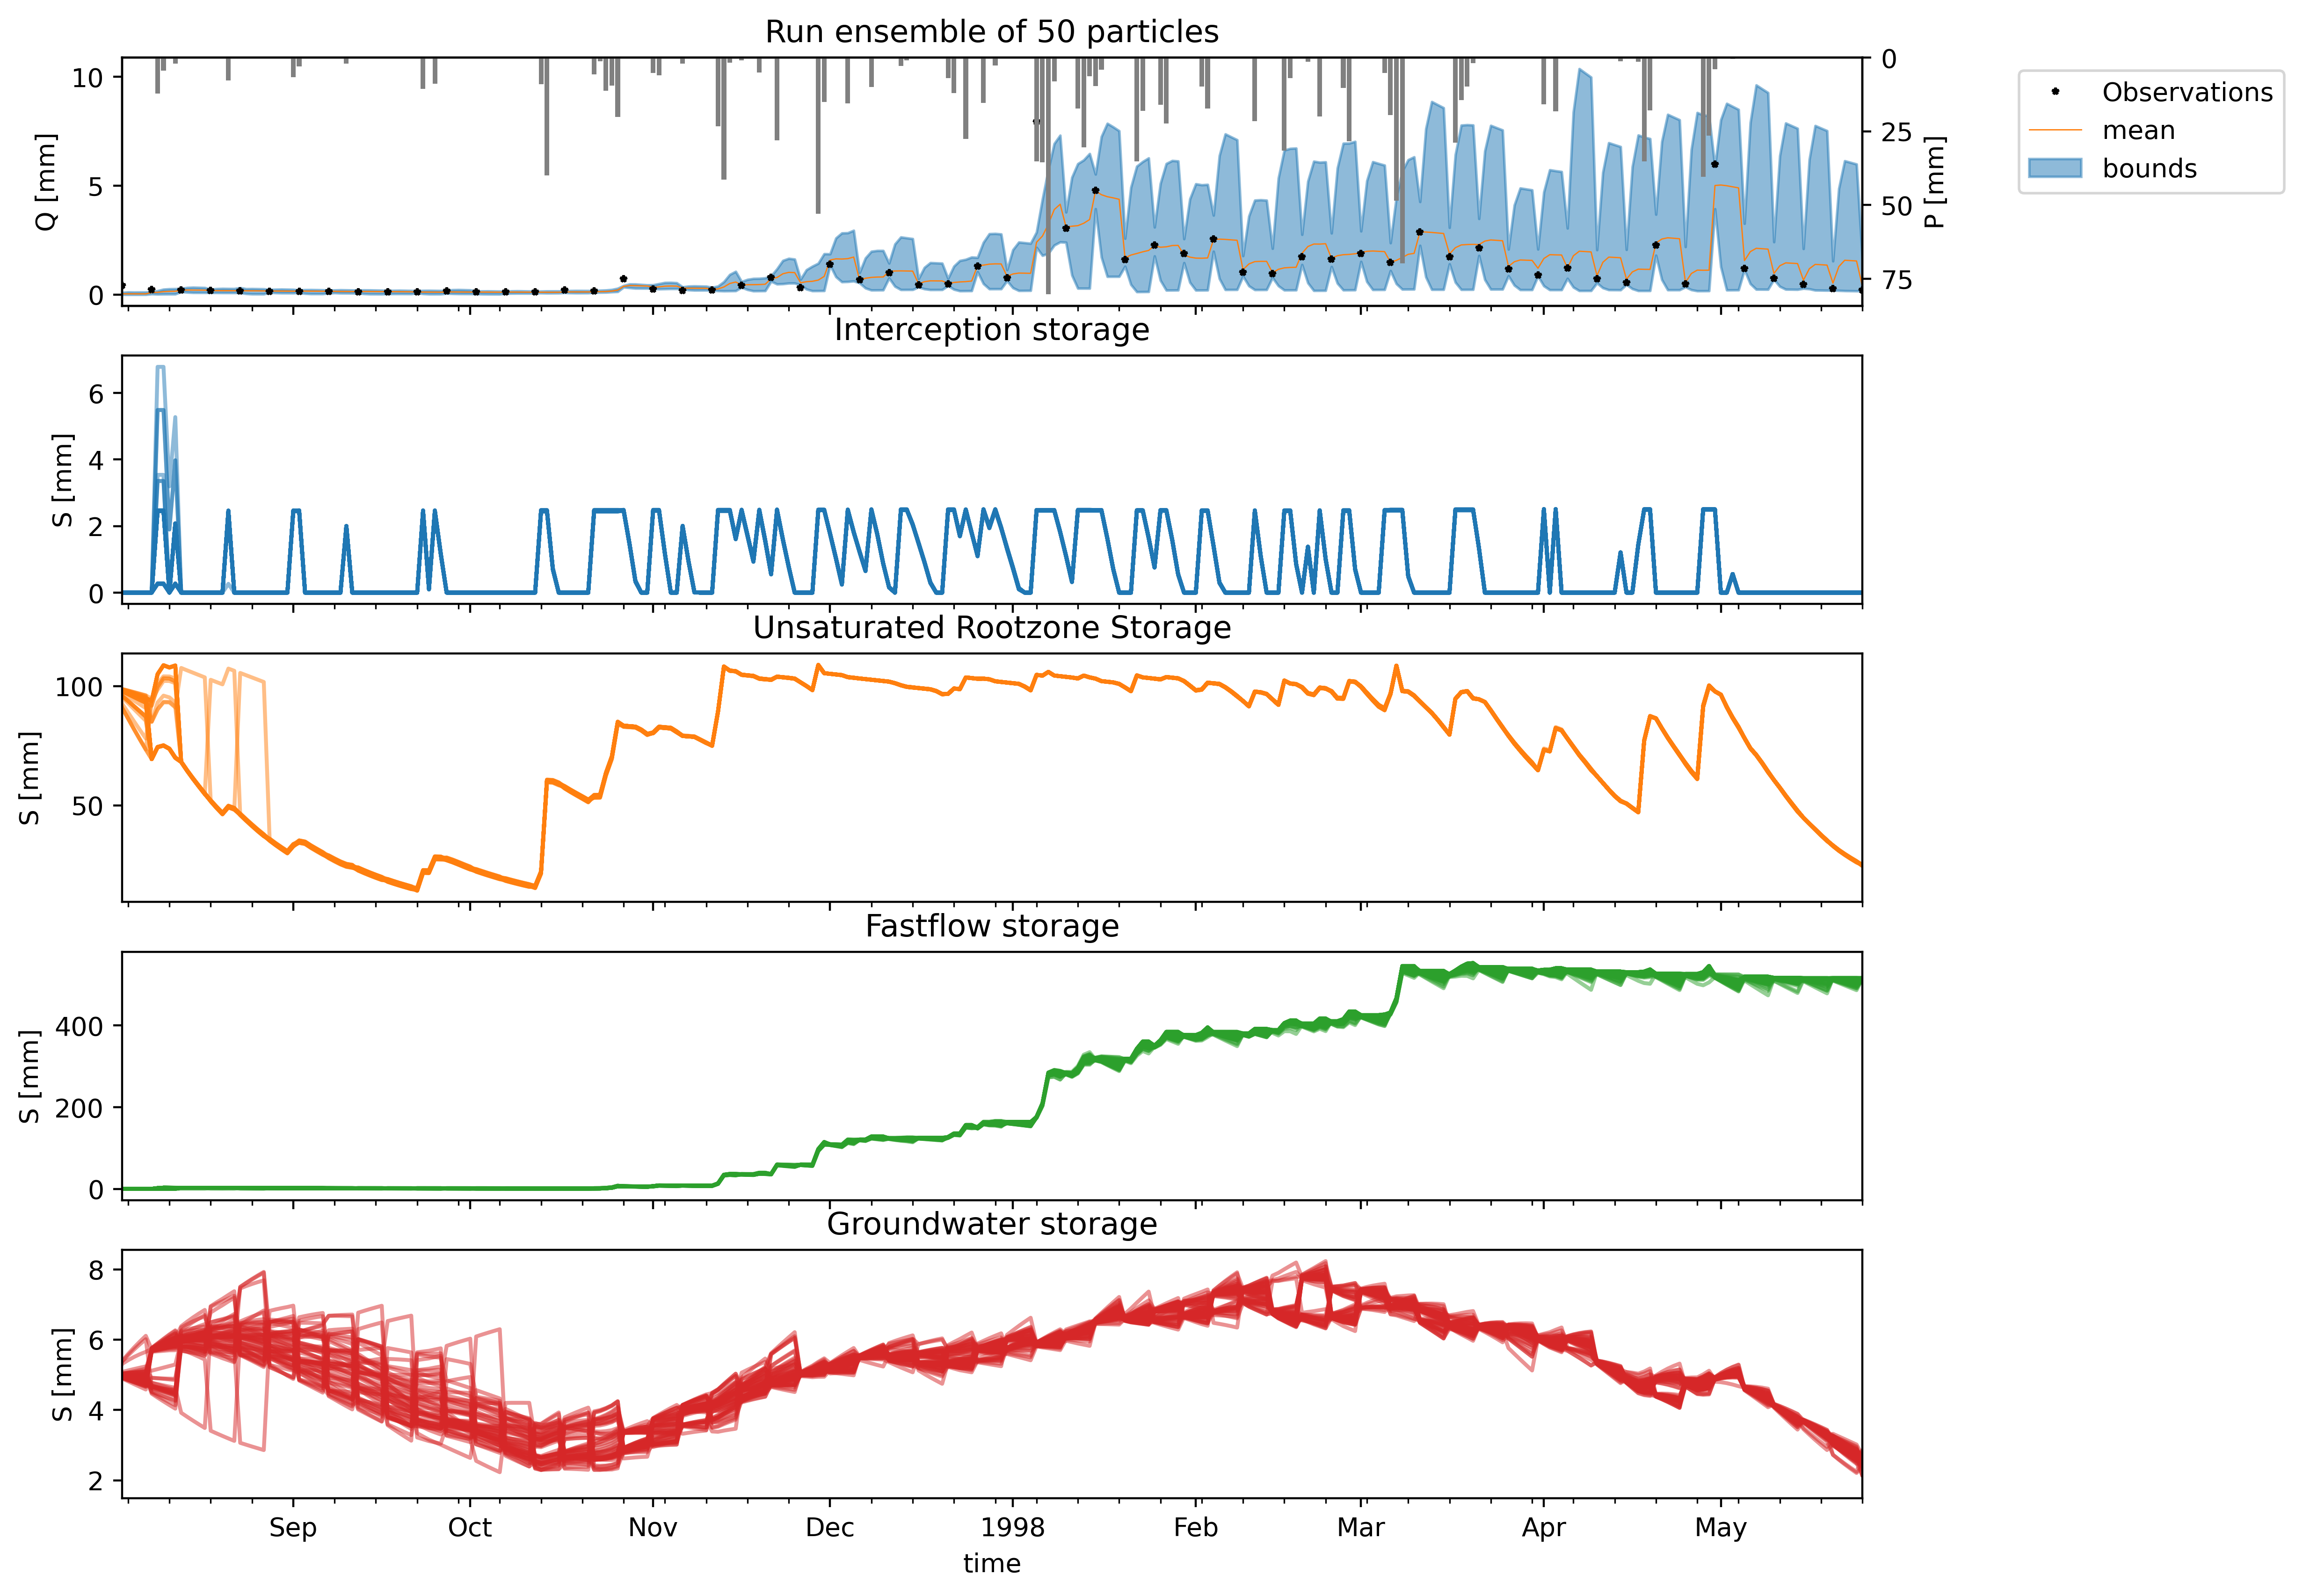 Run ensemble of 50 particles
10
5
0
Q [mm]
0
25
50
75
P [mm]
Observations
mean
bounds
Interception storage
6
4
2
0
S [mm]
Unsaturated Rootzone Storage
100
50
S [mm]
Fastflow storage
400
200
0
S [mm]
Groundwater storage
8
6
4
2
S [mm]
Sep Oct Nov Dec 1998 Feb Mar Apr May
time